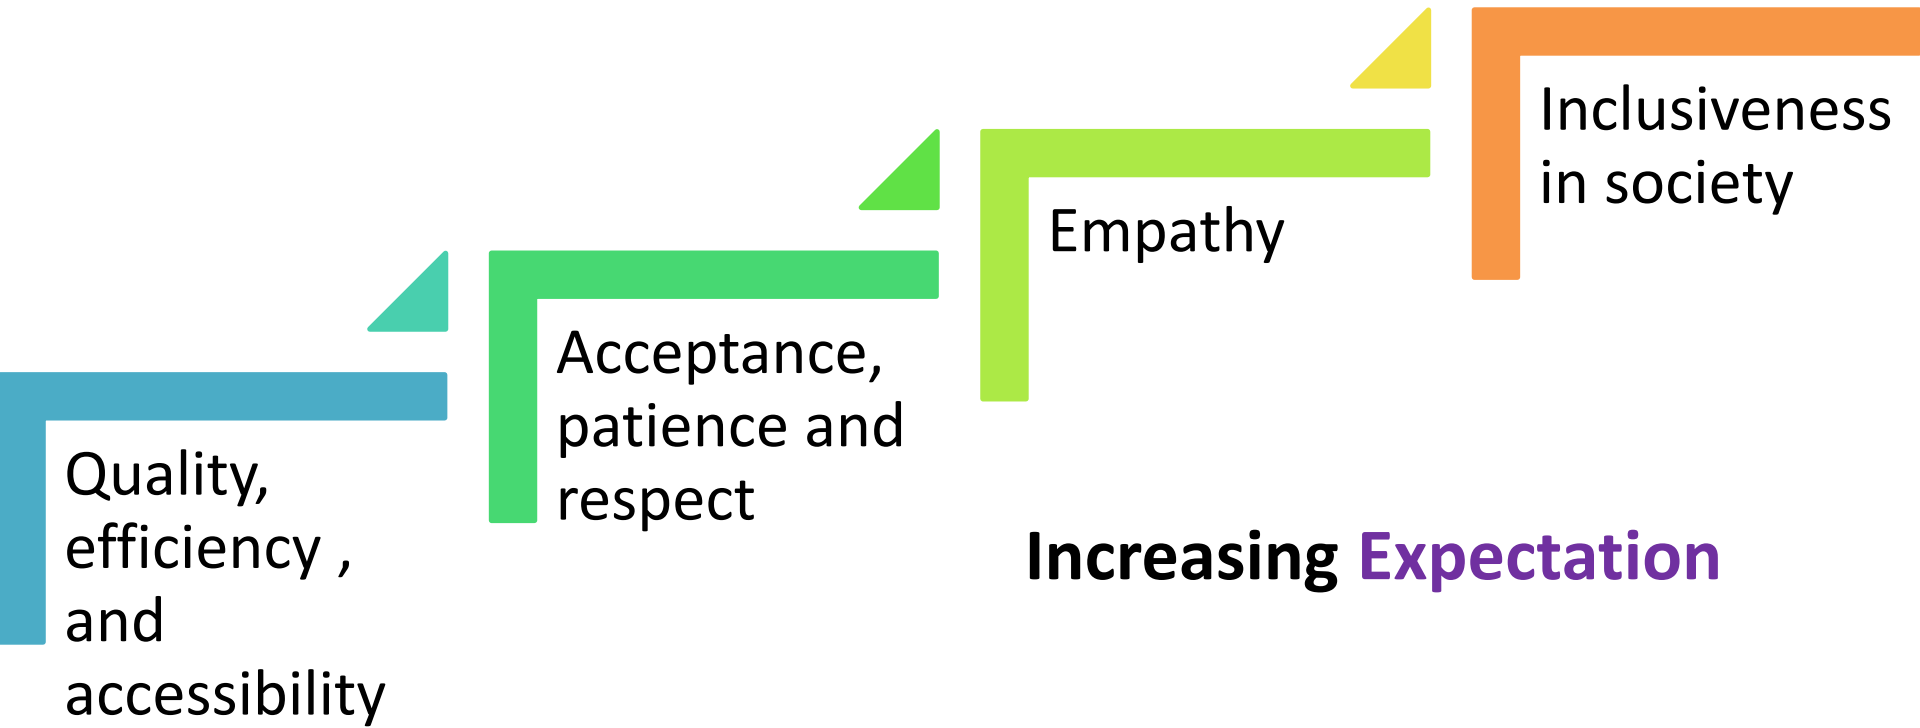 Quality,
efficiency ,
and
accessibility
Acceptance,
patience and
respect
Empathy
Inclusiveness
in society
Increasing Expectation